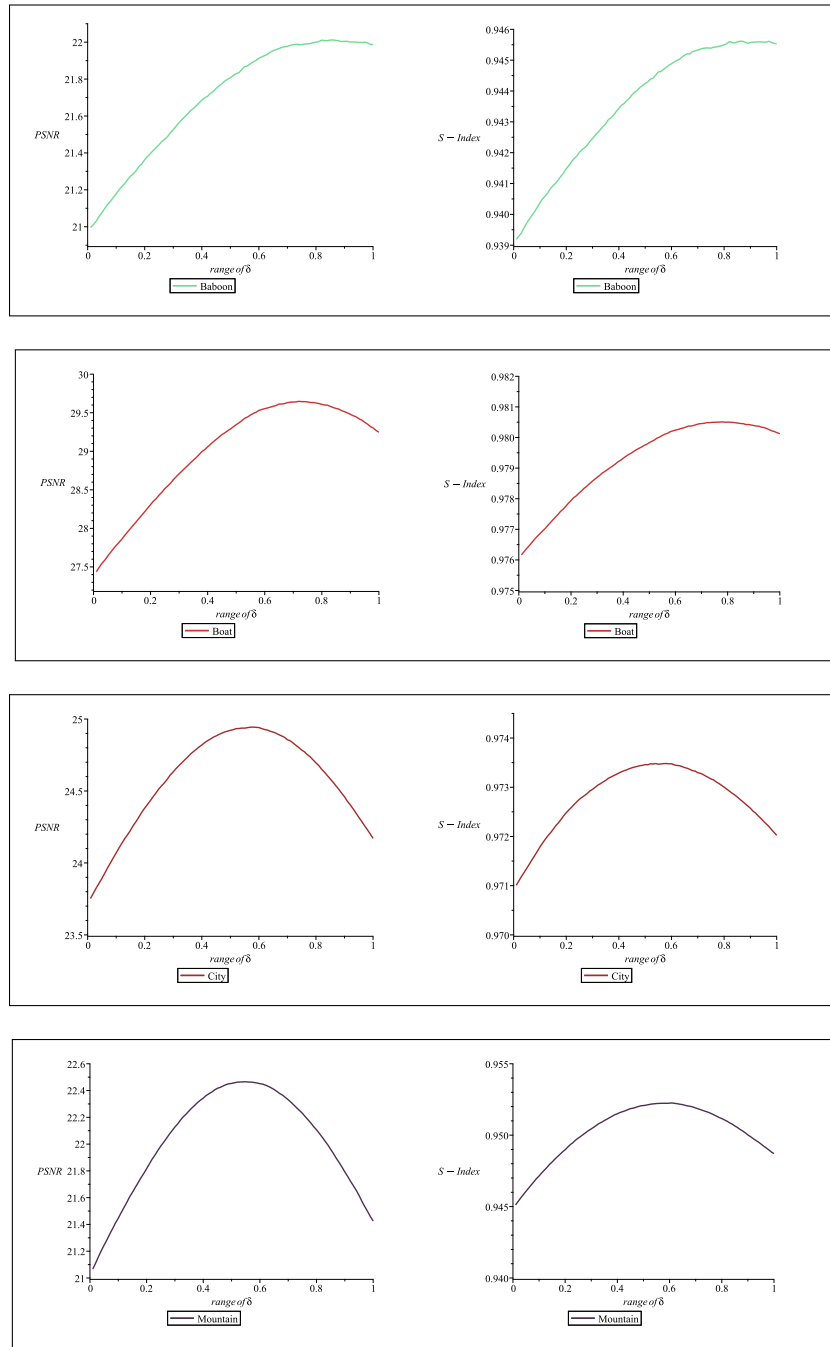 22
21.8
21.6
PSNR
21.4
21.2
21
0 0.2 0.4 0.6 0.8 1
range of δ
Baboon
0.946
0.945
0.944
0.943
S – Index
0.942
0.941
0.940
0.939
0 0.2 0.4 0.6 0.8 1
range of δ
Baboon
30
29.5
29
PSNR
28.5
28
27.5
0 0.2 0.4 0.6 0.8 1
range of δ
Boat
0.982
0.981
0.980
0.979
S – Index
0.978
0.977
0.976
0.975
0 0.2 0.4 0.6 0.8 1
range of δ
Boat
25
24.5
PSNR
24
23.5
0 0.2 0.4 0.6 0.8 1
range of δ
City
0.974
0.973
S – Index
0.972
0.971
0.970
0 0.2 0.4 0.6 0.8 1
range of δ
City
22.6
22.4
22.2
22
PSNR 21.8
21.6
21.4
21.2
21
0 0.2 0.4 0.6 0.8 1
range of δ
Mountain
0.955
0.950
S – Index
0.945
0.940
0 0.2 0.4 0.6 0.8 1
range of δ
Mountain